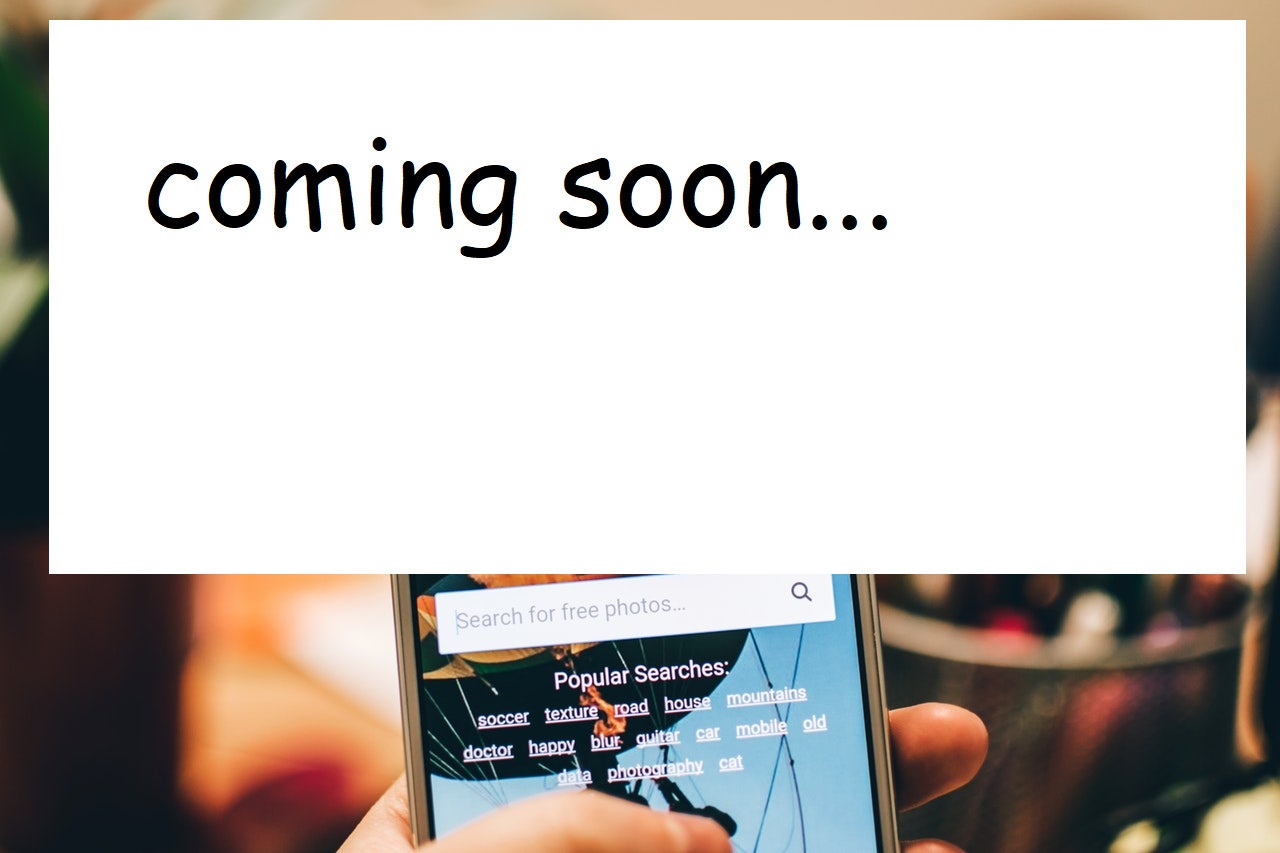 coming soon...
Search for free photos...
Popular Searches:
soccer texture road house mountains
doctor happy blur guitar car mobile old
data photography cat